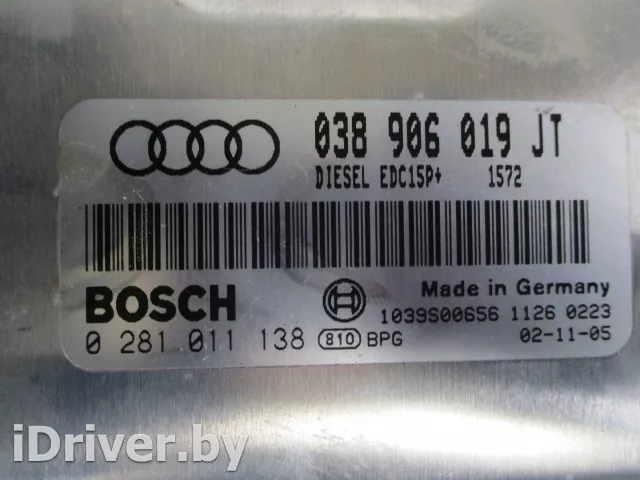 038 906 019 JT
DIESEL EDC15P+ 1572
BOSCH
Made in Germany
1039S00656 1126 0223
0 281 011 138 810 BPG 02-11-05
iDriver.by